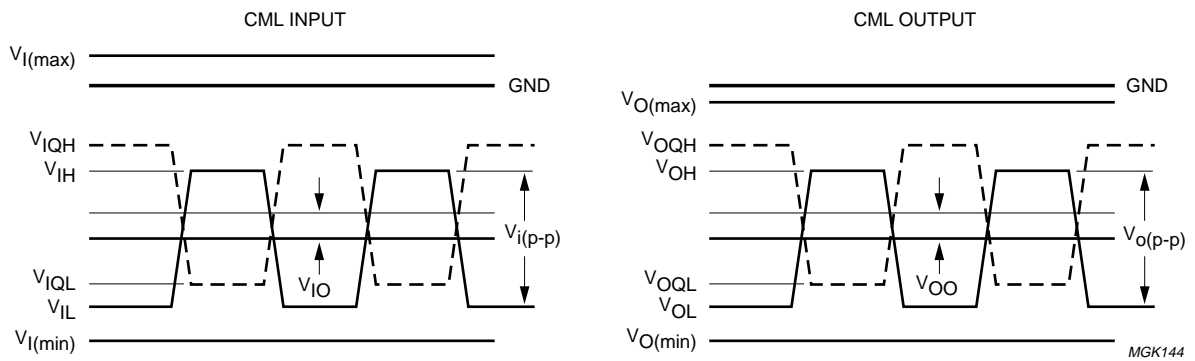 CML INPUT
VI(max)
GND
VIQH
VIH
Vi(p-p)
VIQL
VIO
VIL
VI(min)
CML OUTPUT
GND
VO(max)
VOQH
VOH
Vo(p-p)
VOQL
VOO
VOL
VO(min)
MGK144